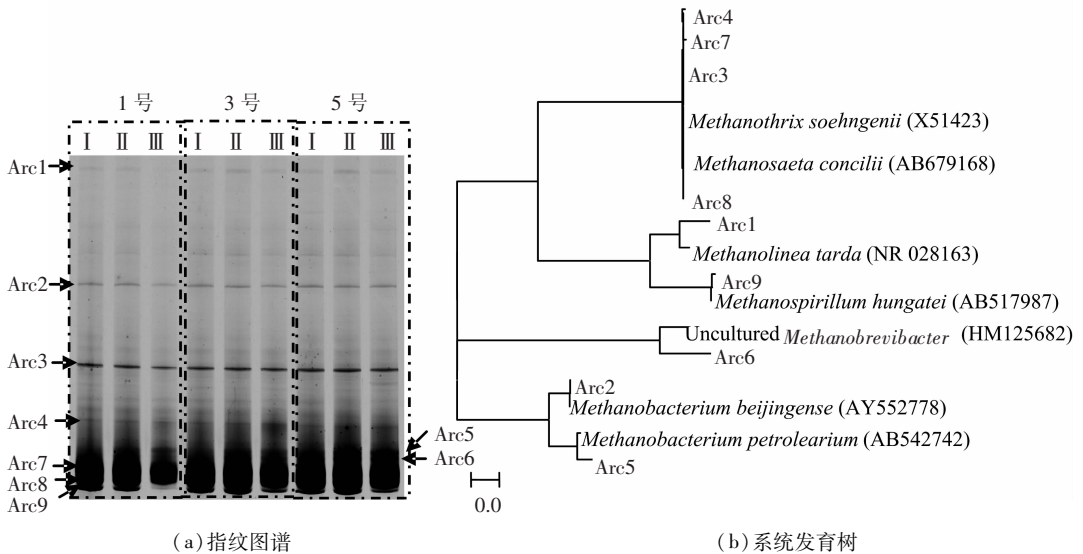 1号 3号 5号
Ⅰ Ⅱ Ⅲ Ⅰ Ⅱ Ⅲ Ⅰ Ⅱ Ⅲ
Arc1
Arc2
Arc3
Arc4
Arc5
Arc6
Arc7
Arc8
Arc9
(a)指纹图谱
Arc4
Arc7
Arc3
Methanothrix soehngenii (X51423)
Methanosaeta concilii (AB679168)
Arc8
Arc1
Methanolinea tarda (NR 028163)
Arc9
Methanospirillum hungatei (AB517987)
Uncultured Methanobrevibacter (HM125682)
Arc6
Arc2
Methanobacterium beijingense (AY552778)
Methanobacterium petrolearium (AB542742)
Arc5
0.0
(b)系统发育树